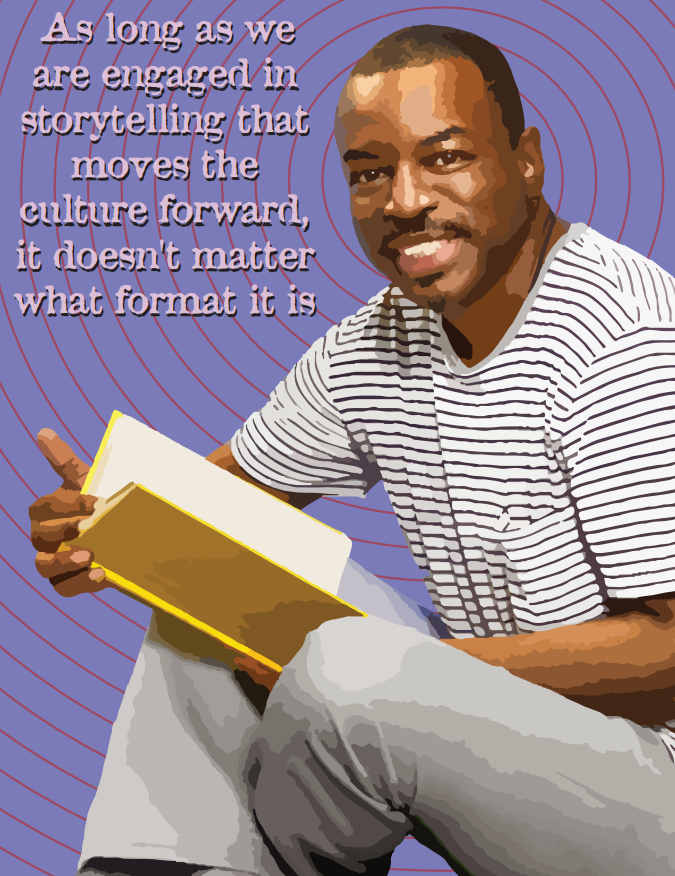 As long as we
are engaged in
storytelling that
moves the
culture forward,
it doesn't matter
what format it is